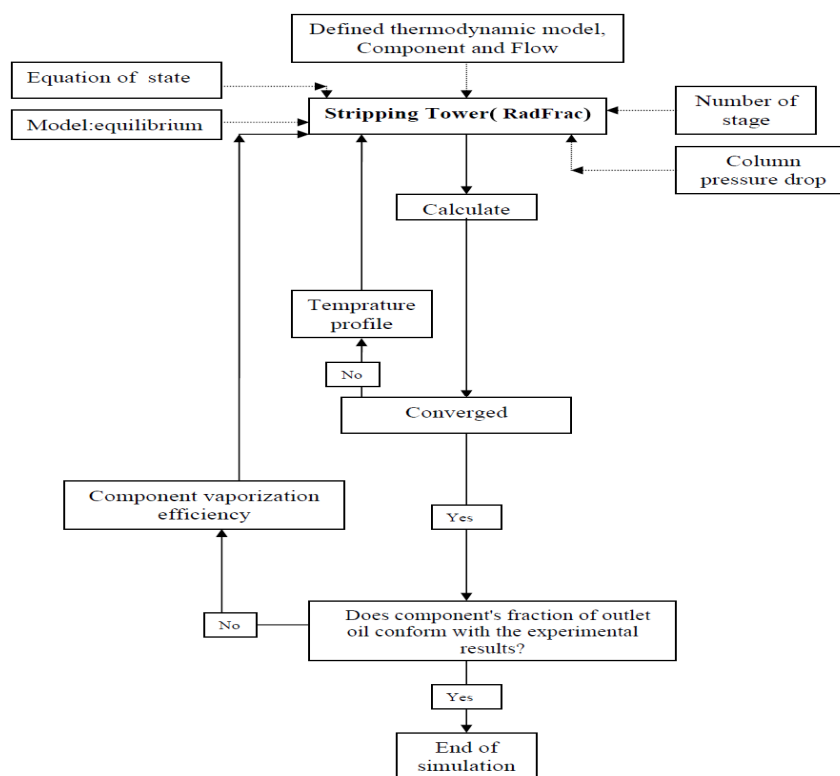 Defined thermodynamic model,
Component and Flow
Equation of state
Model:equilibrium
Stripping Tower( RadFrac)
Number of
stage
Column
pressure drop
Calculate
Temprature
profile
No
Converged
Component vaporization
efficiency
Yes
No
Does component's fraction of outlet
oil conform with the experimental
results?
Yes
End of
simulation